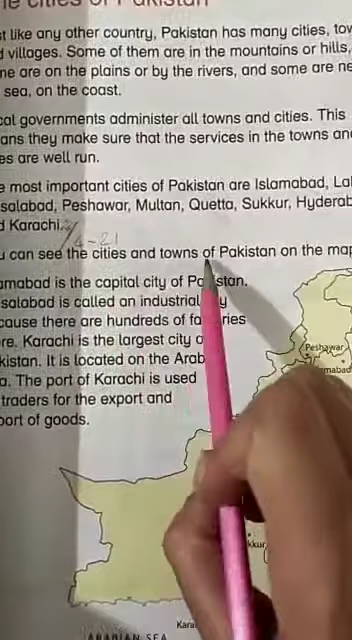 e cities of Pakistan
t like any other country, Pakistan has many cities, tow
d villages. Some of them are in the mountains or hills,
ne are on the plains or by the rivers, and some are ne
sea, on the coast.
cal governments administer all towns and cities. This
ans they make sure that the services in the towns an
es are well run.
e most important cities of Pakistan are Islamabad, La
salabad, Peshawar, Multan, Quetta, Sukkur, Hyderab
d Karachi.
4-21
u can see the cities and towns of Pakistan on the map
amabad is the capital city of Pa stan.
salabad is called an industrial y
cause there are hundreds of fa ries
re. Karachi is the largest city o
kistan. It is located on the Arab
a. The port of Karachi is used
traders for the export and
port of goods.
Peshawar
mabad
kkur
Kara
ARABIAN SEA